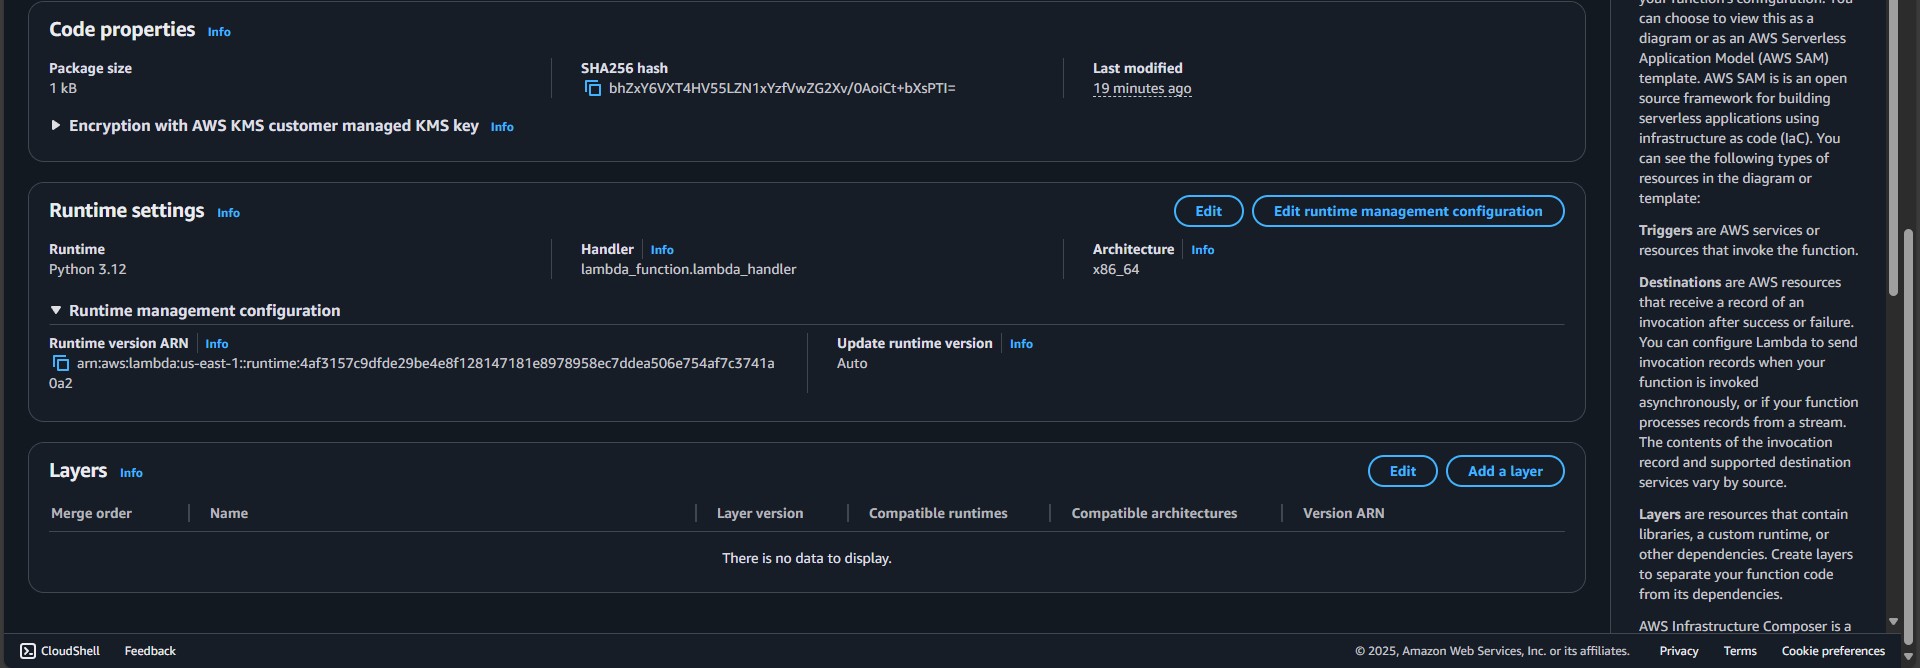 Code properties Info
Package size
1 kB
SHA256 hash
bhZxY6VXT4HV55LZN1xYzfVwZG2Xv/0AoiCt+bXsPTI=
Last modified
19 minutes ago
Encryption with AWS KMS customer managed KMS key Info
Runtime settings Info
Edit
Edit runtime management configuration
Runtime
Python 3.12
Handler Info
lambda_function.lambda_handler
Architecture Info
x86_64
Runtime management configuration
Runtime version ARN Info
arn:aws:lambda:us-east-1::runtime:4af3157c9dfde29be4e8f128147181e8978958ec7ddea506e754af7c3741a
0a2
Update runtime version Info
Auto
Layers Info
Edit
Add a layer
Merge order
Name
Layer version
Compatible runtimes
Compatible architectures
Version ARN
There is no data to display.
your function's configuration. You
can choose to view this as a
diagram or as an AWS Serverless
Application Model (AWS SAM)
template. AWS SAM is is an open
source framework for building
serverless applications using
infrastructure as code (IaC). You
can see the following types of
resources in the diagram or
template:
Triggers are AWS services or
resources that invoke the function.
Destinations are AWS resources
that receive a record of an
invocation after success or failure.
You can configure Lambda to send
invocation records when your
function is invoked
asynchronously, or if your function
processes records from a stream.
The contents of the invocation
record and supported destination
services vary by source.
Layers are resources that contain
libraries, a custom runtime, or
other dependencies. Create layers
to separate your function code
from its dependencies.
AWS Infrastructure Composer is a
CloudShell
Feedback
© 2025, Amazon Web Services, Inc. or its affiliates.
Privacy
Terms
Cookie preferences